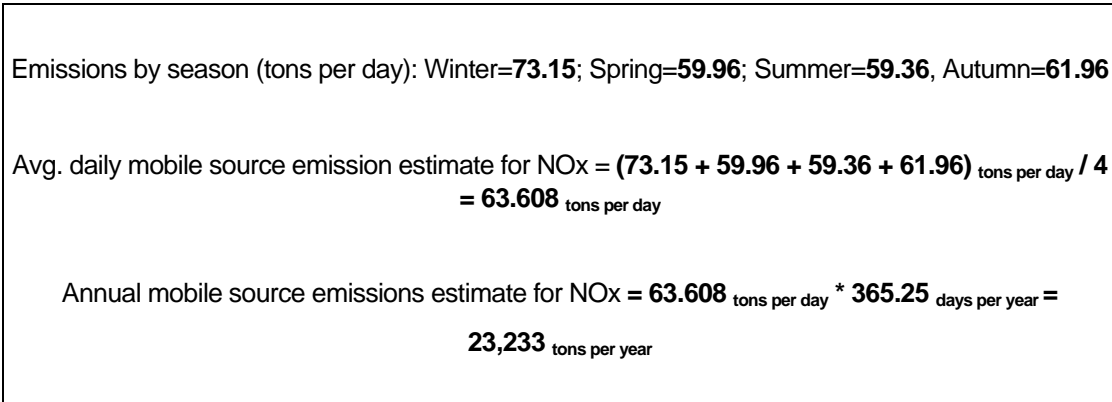 Emissions by season (tons per day): Winter=73.15; Spring=59.96; Summer=59.36, Autumn=61.96
Avg. daily mobile source emission estimate for NOx = (73.15 + 59.96 + 59.36 + 61.96) tons per day / 4
= 63.608 tons per day
Annual mobile source emissions estimate for NOx = 63.608 tons per day * 365.25 days per year =
23,233 tons per year